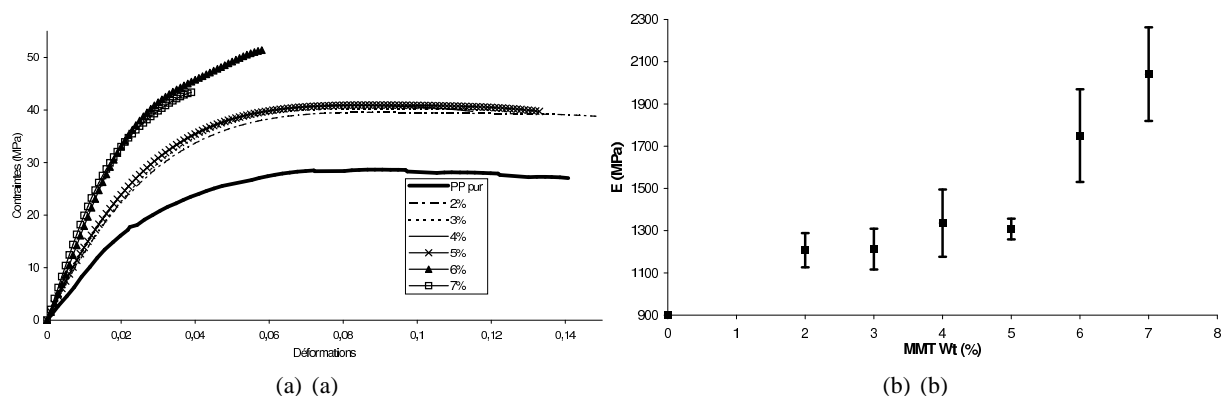 50
40
30
20
10
0
Contraintes (MPa)
0 0,02 0,04 0,06 0,08 0,1 0,12 0,14
Déformations
PP pur
2%
3%
4%
5%
6%
7%
(a) (a)
2300
2100
1900
1700
1500
1300
1100
900
E (MPa)
0 1 2 3 4 5 6 7 8
MMT Wt (%)
(b) (b)